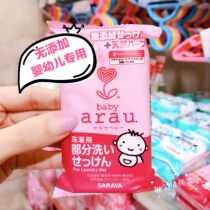 无添加
婴幼儿专用
無添加せっけん
+天然ハーブ
baby
arau.
アラウベビー
洗濯用
部分洗い
せっけん
Pre Laundry Bar
SARAYA